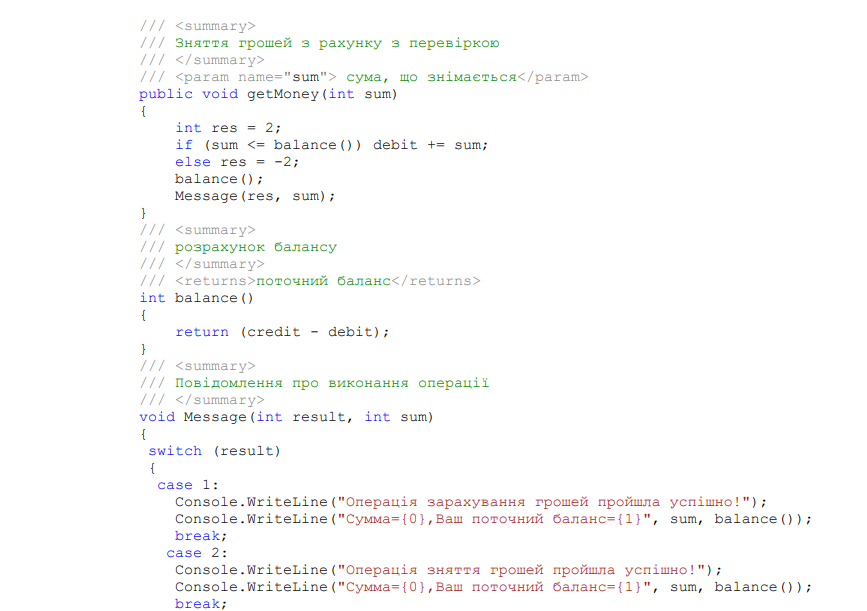 /// <summary>
/// Зняття грошей з рахунку з перевіркою
/// </summary>
/// <param name="sum"> сума, що знімається</param>
public void getMoney(int sum)
{
int res = 2;
if (sum <= balance()) debit += sum;
else res = -2;
balance();
Message(res, sum);
}
/// <summary>
/// розрахунок балансу
/// </summary>
/// <returns>поточний баланс</returns>
int balance()
{
return (credit - debit);
}
/// <summary>
/// Повідомлення про виконання операції
/// </summary>
void Message(int result, int sum)
{
switch (result)
{
case 1:
Console.WriteLine("Операція зарахування грошей пройшла успішно!");
Console.WriteLine("Сумма={0},Ваш поточний баланс={1}", sum, balance());
break;
case 2:
Console.WriteLine("Операція зняття грошей пройшла успішно!");
Console.WriteLine("Сумма={0},Ваш поточний баланс={1}", sum, balance());
break;